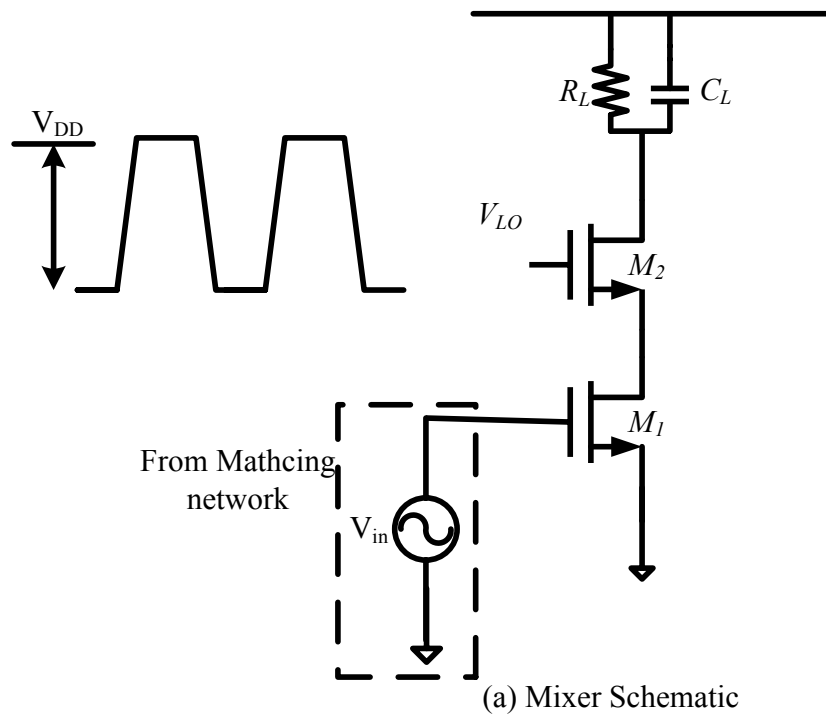 R_L
C_L
V_DD
V_LO
M_2
M_1
From Mathcing
network
V_in
(a) Mixer Schematic